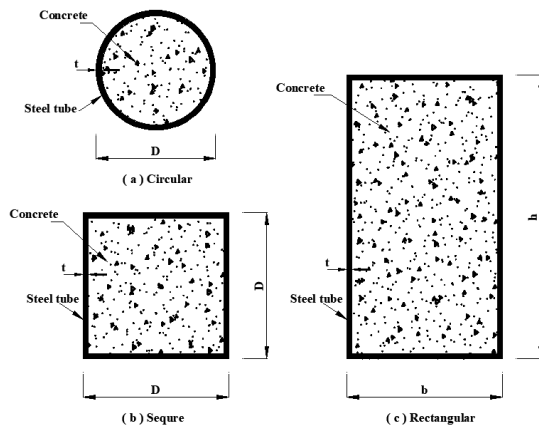 Concrete
t
Steel tube
D
( a ) Circular
Concrete
t
Steel tube
D
D
( b ) Sequre
Concrete
t
Steel tube
h
b
( c ) Rectangular